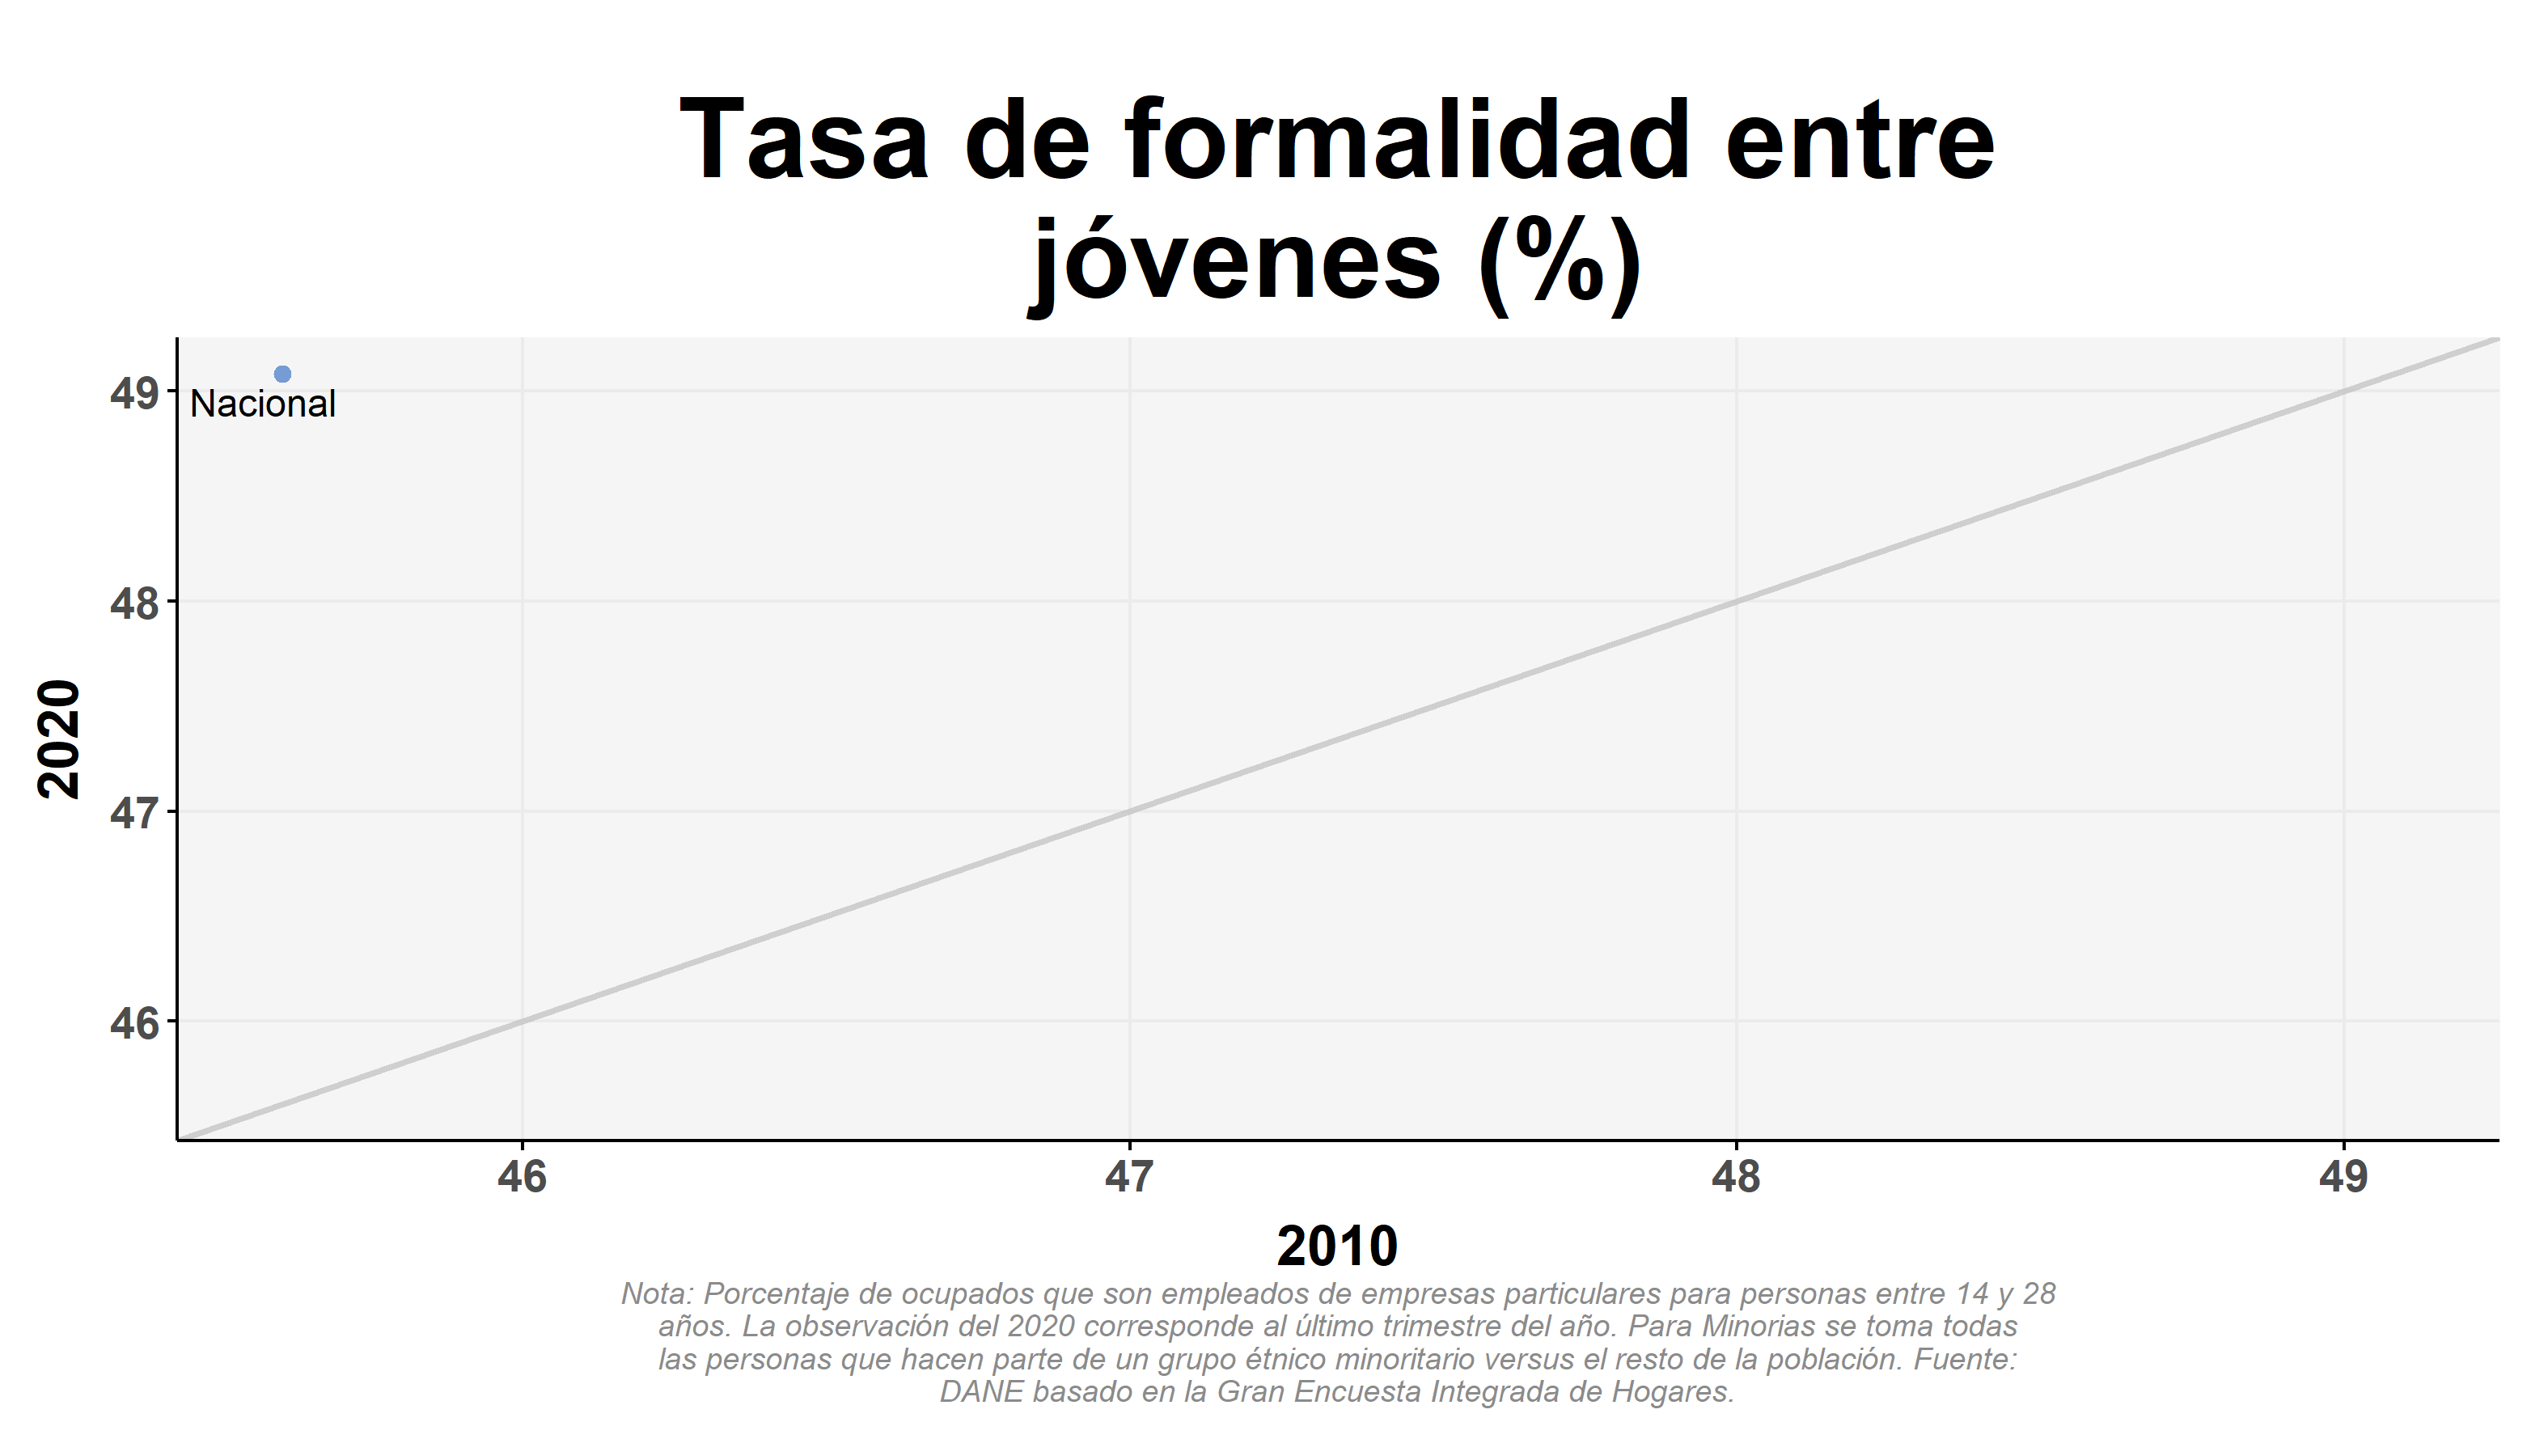 Tasa de formalidad entre
jóvenes (%)
49
Nacional
48
47
46
2020
46 47 48 49
2010
Nota: Porcentaje de ocupados que son empleados de empresas particulares para personas entre 14 y 28
años. La observación del 2020 corresponde al último trimestre del año. Para Minorias se toma todas
las personas que hacen parte de un grupo étnico minoritario versus el resto de la población. Fuente:
DANE basado en la Gran Encuesta Integrada de Hogares.